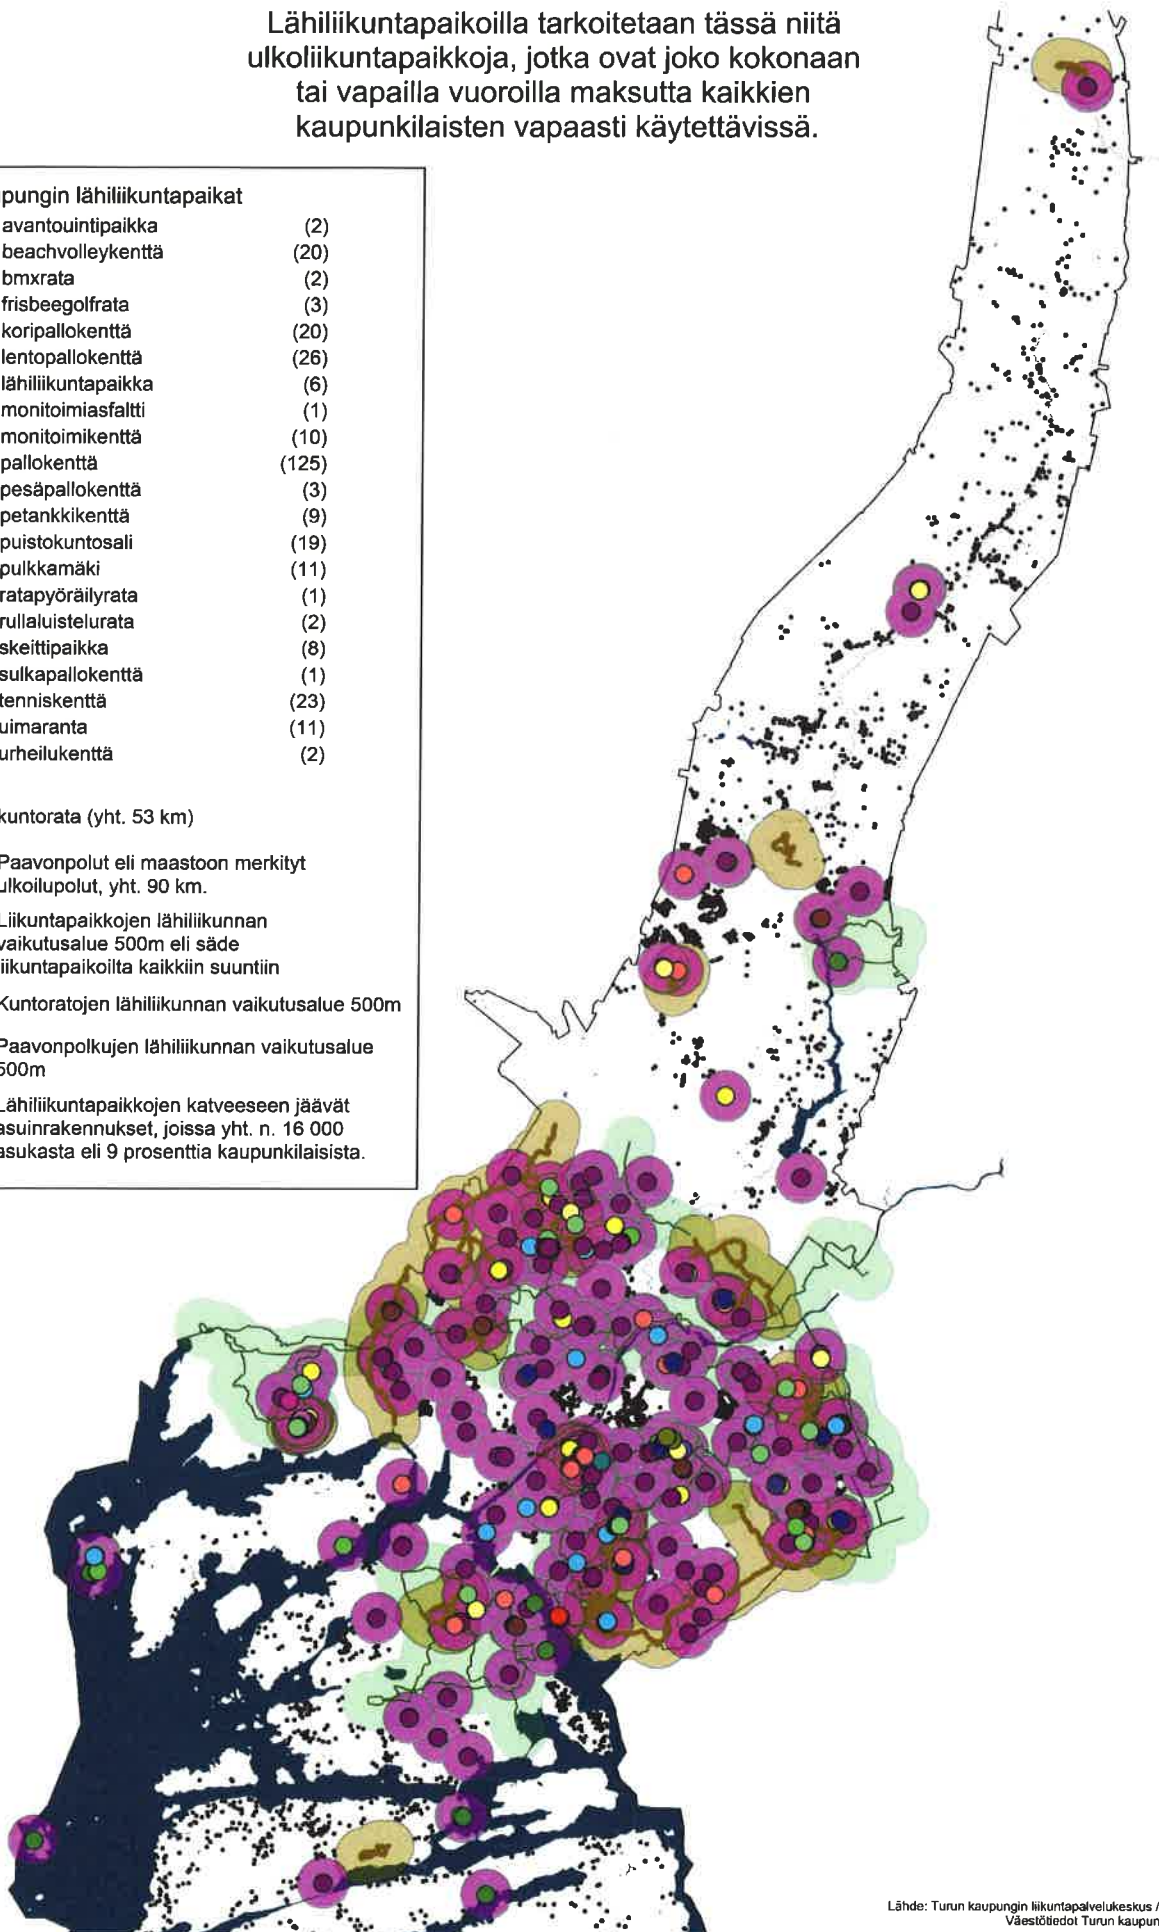 Lähiliikuntapaikoilla tarkoitetaan tässä niitä
ulkoliikuntapaikkoja, jotka ovat joko kokonaan
tai vapailla vuoroilla maksutta kaikkien
kaupunkilaisten vapaasti käytettävissä.
pungin lähiliikuntapaikat
avantouintipaikka (2)
beachvolleykenttä (20)
bmxrata (2)
frisbeegolfrata (3)
koripallokenttä (20)
lentopallokenttä (26)
lähiliikuntapaikka (6)
monitoimiasfaltti (1)
monitoimikenttä (10)
pallokenttä (125)
pesäpallokenttä (3)
petankkikenttä (9)
puistokuntosali (19)
pulkkamäki (11)
ratapyöräilyrata (1)
rullaluistelurata (2)
skeittipaikka (8)
sulkapallokenttä (1)
tenniskenttä (23)
uimaranta (11)
urheilukenttä (2)
kuntorata (yht. 53 km)
Paavonpolut eli maastoon merkityt
ulkoilupolut, yht. 90 km.
Liikuntapaikkojen lähiliikunnan
vaikutusalue 500m eli säde
liikuntapaikoilta kaikkiin suuntiin
Kuntoratojen lähiliikunnan vaikutusalue 500m
Paavonpolkujen lähiliikunnan vaikutusalue
500m
Lähiliikuntapaikkojen katveeseen jäävät
asuinrakennukset, joissa yht. n. 16 000
asukasta eli 9 prosenttia kaupunkilaisista.
Lähde: Turun kaupungin liikuntapalvelukeskus /
Väestötiedot Turun kaupun